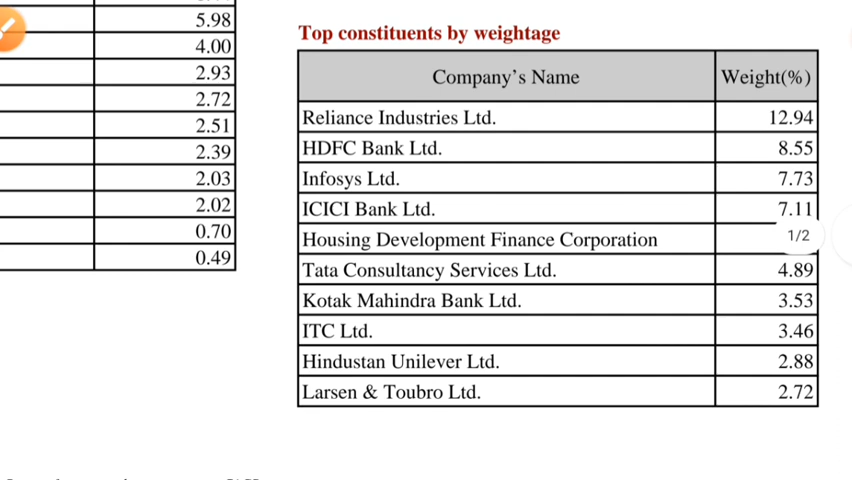 5.98
4.00
2.93
2.72
2.51
2.39
2.03
2.02
0.70
0.49
Top constituents by weightage
Company’s Name Weight(%)
Reliance Industries Ltd. 12.94
HDFC Bank Ltd. 8.55
Infosys Ltd. 7.73
ICICI Bank Ltd. 7.11
Housing Development Finance Corporation 1/2
Tata Consultancy Services Ltd. 4.89
Kotak Mahindra Bank Ltd. 3.53
ITC Ltd. 3.46
Hindustan Unilever Ltd. 2.88
Larsen & Toubro Ltd. 2.72